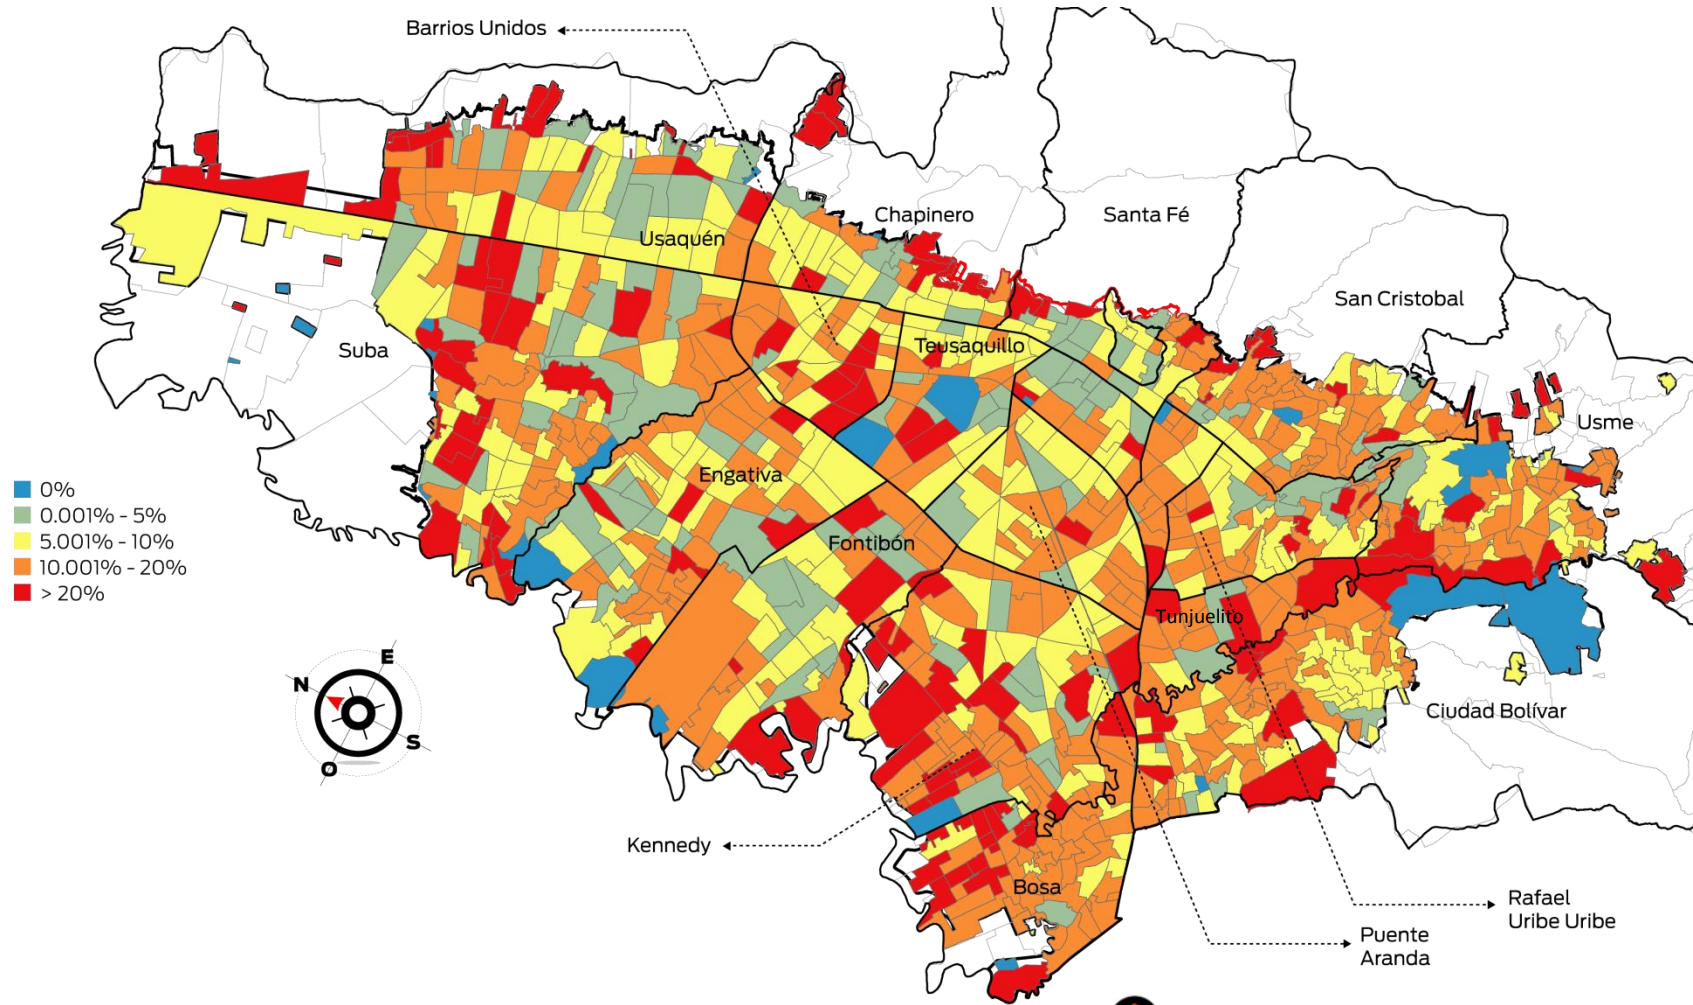 Barrios Unidos
Chapinero
Santa Fé
Usaquén
San Cristobal
Teusaquillo
Suba
Usme
Engativa
0%
0.001% - 5%
5.001% - 10%
10.001% - 20%
> 20%
Fontibón
Tunjuelito
N
E
S
O
Ciudad Bolívar
Kennedy
Bosa
Rafael
Uribe Uribe
Puente
Aranda